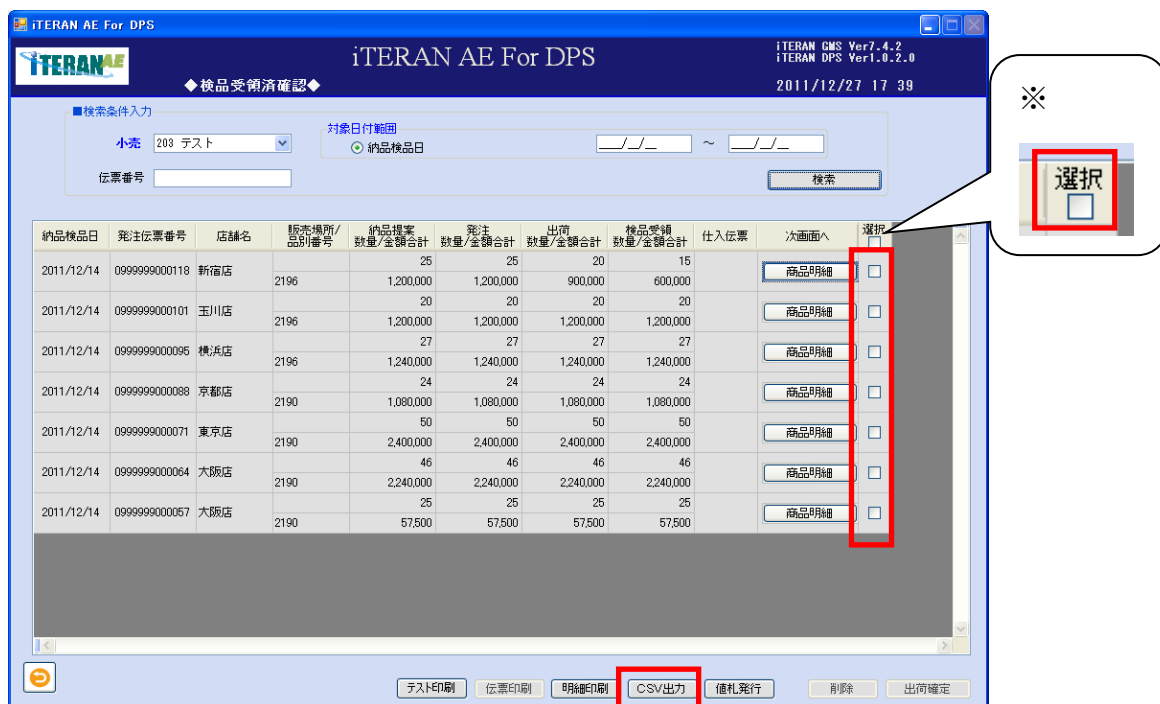 iTERAN AE For DPS
iTERAN AE
iTERAN AE For DPS
iTERAN GMS Ver7.4.2
iTERAN DPS Ver1.0.2.0
◆検品受領済確認◆
2011/12/27 17 39
■検索条件入力
小売 203 テスト
対象日付範囲
納品検品日 __/__/__ ～ __/__/__
伝票番号
検索
納品検品日 発注伝票番号 店舗名 販売場所/品別番号 納品提案数量/金額合計 発注数量/金額合計 出荷数量/金額合計 検品受領数量/金額合計 仕入伝票 次画面へ 選択
2011/12/14 0999999000118 新宿店 25 25 20 15 商品明細
2196 1,200,000 1,200,000 900,000 600,000
2011/12/14 0999999000101 玉川店 20 20 20 20 商品明細
2196 1,200,000 1,200,000 1,200,000 1,200,000
2011/12/14 0999999000095 横浜店 27 27 27 27 商品明細
2196 1,240,000 1,240,000 1,240,000 1,240,000
2011/12/14 0999999000088 京都店 24 24 24 24 商品明細
2190 1,080,000 1,080,000 1,080,000 1,080,000
2011/12/14 0999999000071 東京店 50 50 50 50 商品明細
2190 2,400,000 2,400,000 2,400,000 2,400,000
2011/12/14 0999999000064 大阪店 46 46 46 46 商品明細
2190 2,240,000 2,240,000 2,240,000 2,240,000
2011/12/14 0999999000057 大阪店 25 25 25 25 商品明細
2190 57,500 57,500 57,500 57,500
テスト印刷 伝票印刷 明細印刷 CSV出力 値札発行 削除 出荷確定
※
選択